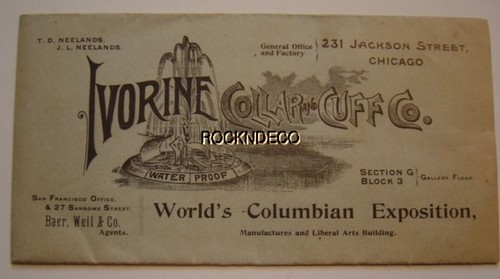 T. D. NEELANDS.
J. L. NEELANDS.
General Office and Factory
231 JACKSON STREET,
CHICAGO
IVORINE COLLAR AND CUFF CO.
ROCKNDECO
WATER PROOF
SECTION G
BLOCK 3
GALLERY FLOOR.
SAN FRANCISCO OFFICE,
& 27 SANSOME STREET.
Baer, Weil & Co.
Agents.
World's Columbian Exposition,
Manufactures and Liberal Arts Building.